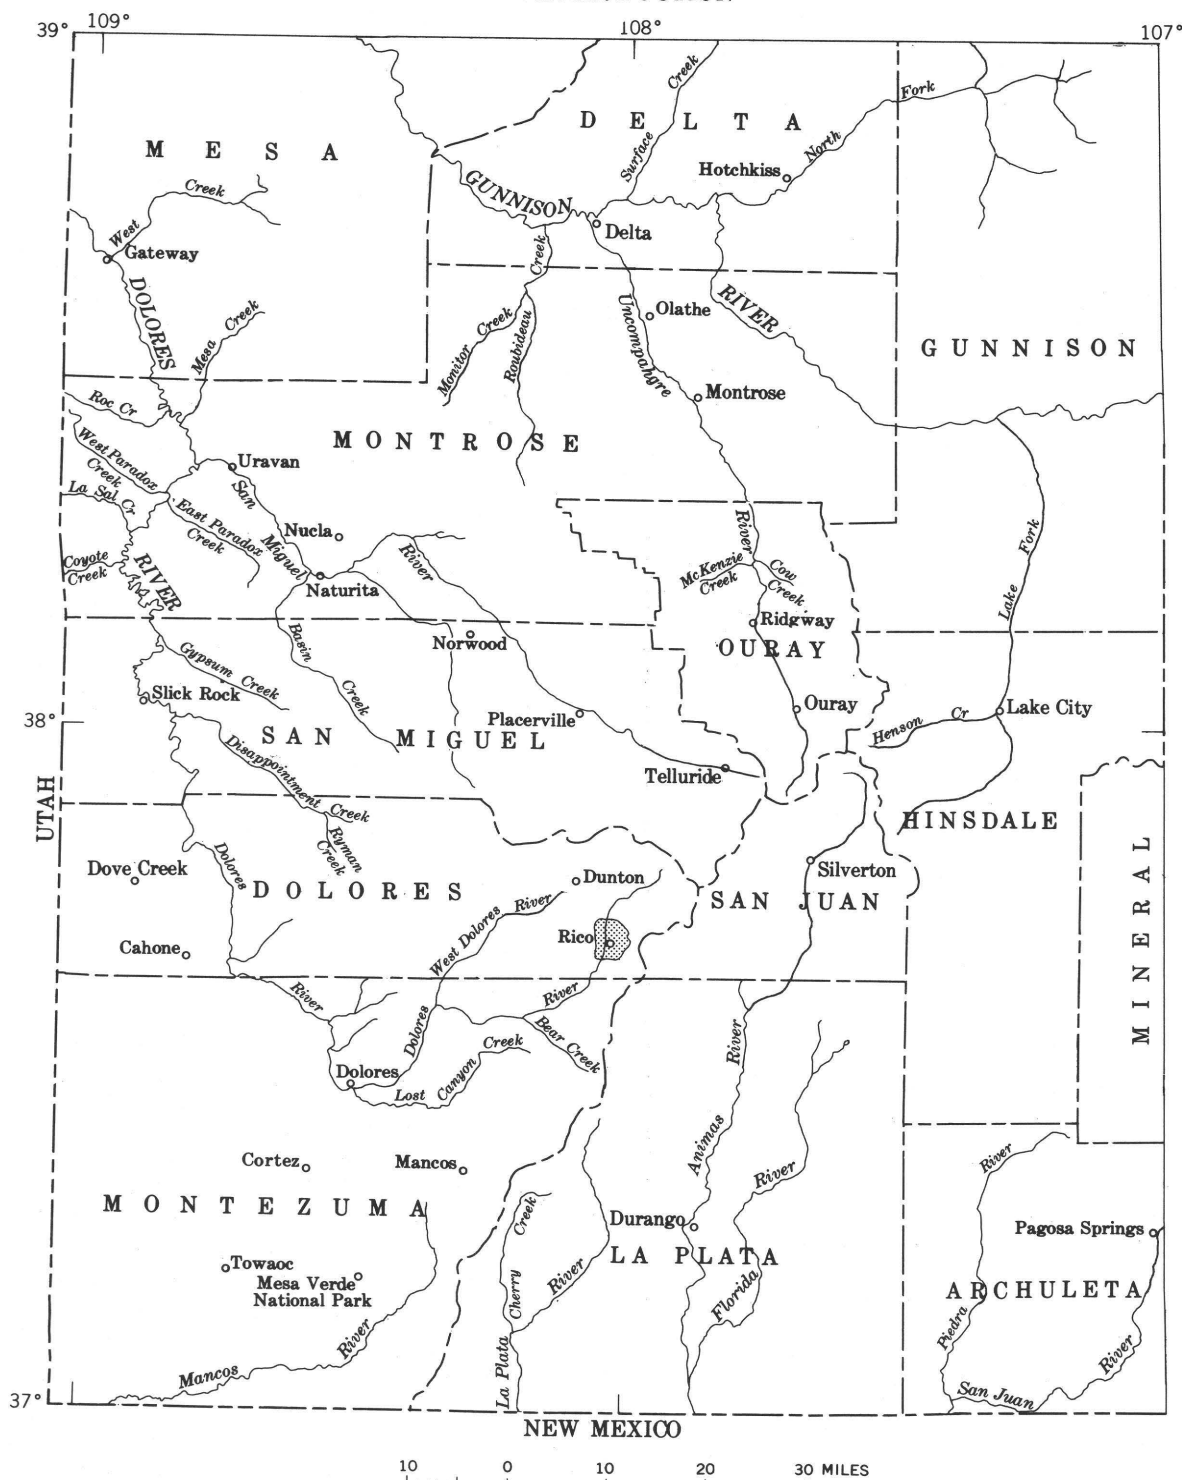 39°
109°
108°
107°
Creek
Fork
D E L T A
M E S A
Surface
North
Hotchkiss
Creek
GUNNISON
West
Delta
Gateway
Creek
DOLORES
RIVER
Mesa Creek
Uncompahgre
Olathe
Monitor Creek
Roubideau
GUNNISON
Roc Cr
Montrose
MONTROSE
West Paradox
Creek
Uravan
La Sal Cr
San
East Paradox
Creek
Nucla
River
River
Fork
Miguel
Coyote
Creek
RIVER
McKenzie
Creek
Cow
Creek
Naturita
Lake
Ridgway
Basin
Norwood
OURAY
Gypsum Creek
Creek
Slick Rock
Ouray
Lake City
Placerville
Henson Cr
38°
SAN MIGUEL
Disappointment Creek
Telluride
UTAH
HINSDALE
Ryman
Creek
Dolores
Dove Creek
Silverton
MINERAL
Dunton
DOLORES
SAN JUAN
West Dolores River
Rico
Cahone
River
River
Dolores
Bear Creek
River
Creek
Dolores
Lost Canyon
Animas
Cortez
Mancos
River
River
MONTEZUMA
Creek
Durango
Pagosa Springs
LA PLATA
Towaoc
Mesa Verde
National Park
River
Cherry
Florida
ARCHULETA
Piedra
River
River
La Plata
Mancos
San Juan
37°
NEW MEXICO
10 0 10 20 30 MILES